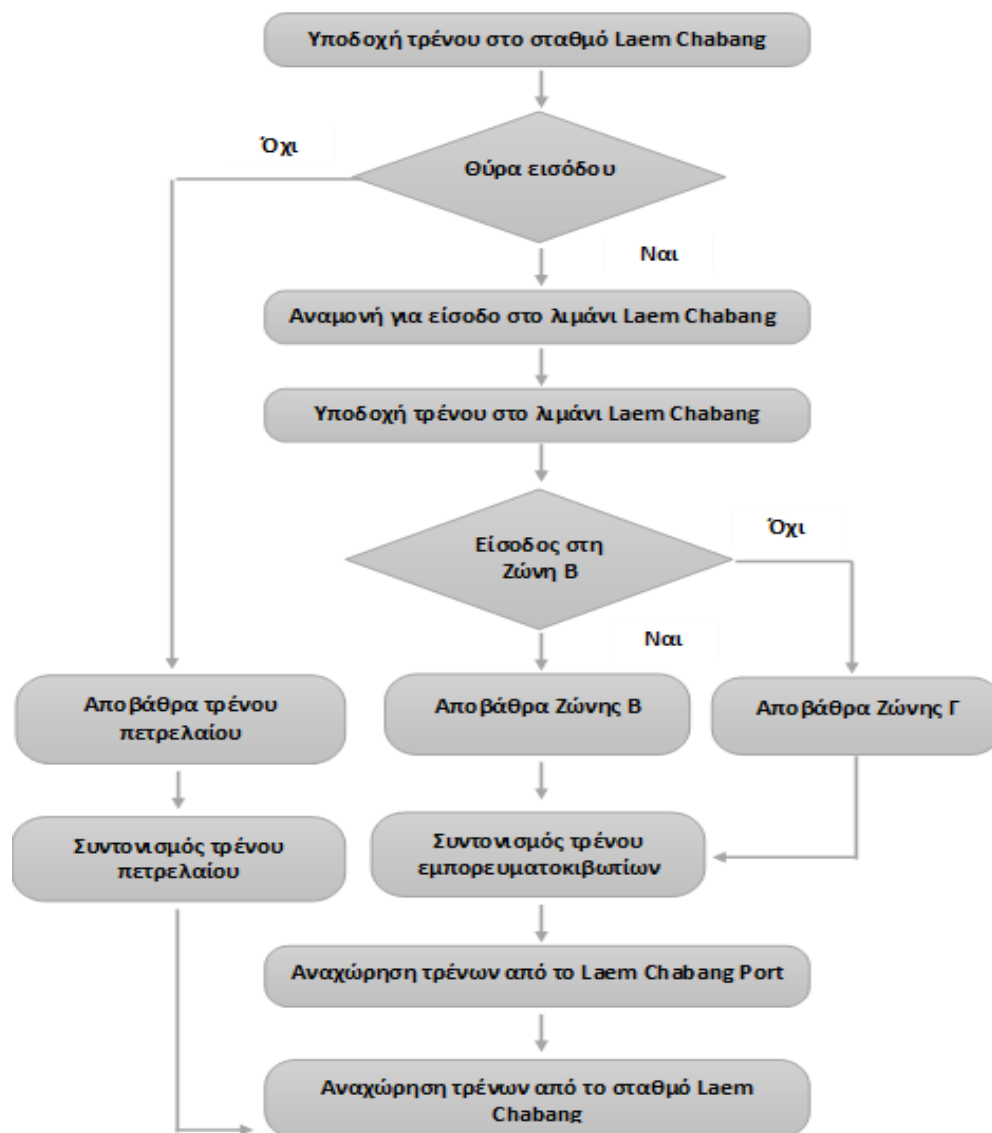 Υποδοχή τρένου στο σταθμό Laem Chabang
Όχι
Θύρα εισόδου
Ναι
Αναμονή για είσοδο στο λιμάνι Laem Chabang
Υποδοχή τρένου στο λιμάνι Laem Chabang
Όχι
Είσοδος στη
Ζώνη Β
Ναι
Αποβάθρα τρένου
πετρελαίου
Αποβάθρα Ζώνης Β
Αποβάθρα Ζώνης Γ
Συντονισμός τρένου
πετρελαίου
Συντονισμός τρένου
εμπορευματοκιβωτίων
Αναχώρηση τρένων από το Laem Chabang Port
Αναχώρηση τρένων από το σταθμό Laem
Chabang